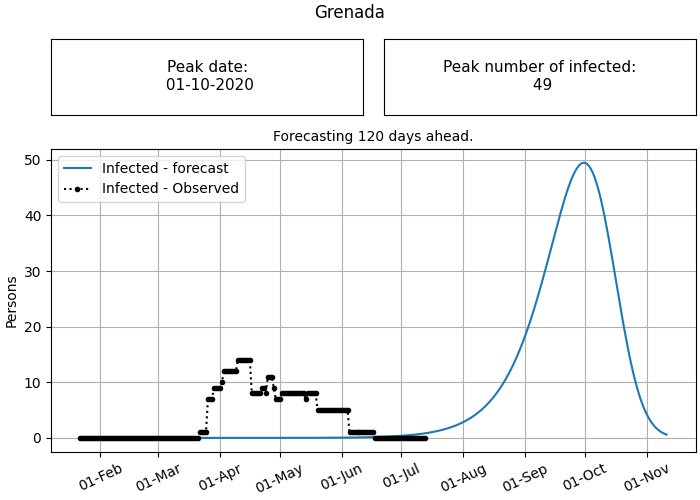 Grenada
Peak date:
01-10-2020
Peak number of infected:
49
Forecasting 120 days ahead.
Infected - forecast
Infected - Observed
Persons
50
40
30
20
10
0
01-Feb
01-Mar
01-Apr
01-May
01-Jun
01-Jul
01-Aug
01-Sep
01-Oct
01-Nov